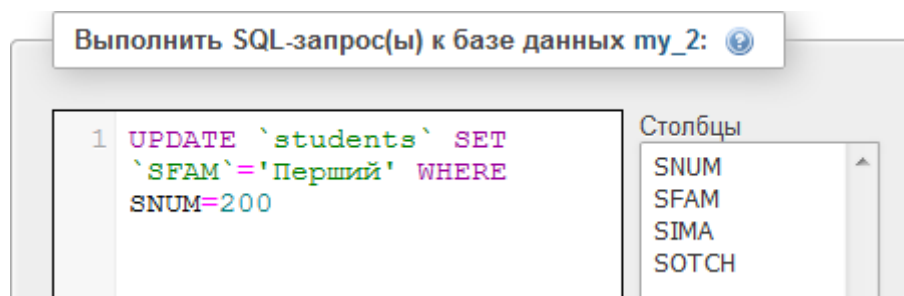 Выполнить SQL-запрос(ы) к базе данных my_2:
1 UPDATE `students` SET
`SFAM`='Перший' WHERE
SNUM=200
Столбцы
SNUM
SFAM
SIMA
SOTCH